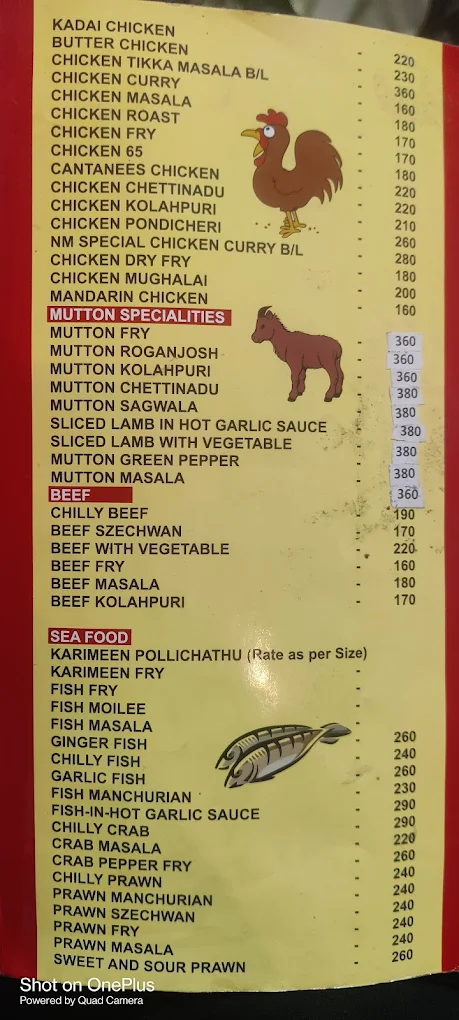 KADAI CHICKEN - 220
BUTTER CHICKEN - 230
CHICKEN TIKKA MASALA B/L - 360
CHICKEN CURRY - 160
CHICKEN MASALA - 180
CHICKEN ROAST - 170
CHICKEN FRY - 170
CHICKEN 65 - 180
CANTANEES CHICKEN - 220
CHICKEN CHETTINADU - 220
CHICKEN KOLAHPURI - 210
CHICKEN PONDICHERI - 260
NM SPECIAL CHICKEN CURRY B/L - 280
CHICKEN DRY FRY - 180
CHICKEN MUGHALAI - 200
MANDARIN CHICKEN - 160
MUTTON SPECIALITIES
MUTTON FRY - 360
MUTTON ROGANJOSH - 360
MUTTON KOLAHPURI - 360
MUTTON CHETTINADU - 380
MUTTON SAGWALA - 380
SLICED LAMB IN HOT GARLIC SAUCE - 380
SLICED LAMB WITH VEGETABLE - 380
MUTTON GREEN PEPPER - 380
MUTTON MASALA - 360
BEEF
CHILLY BEEF - 190
BEEF SZECHWAN - 170
BEEF WITH VEGETABLE - 220
BEEF FRY - 160
BEEF MASALA - 180
BEEF KOLAHPURI - 170
SEA FOOD
KARIMEEN POLLICHATHU (Rate as per Size)
KARIMEEN FRY -
FISH FRY -
FISH MOILEE -
FISH MASALA -
GINGER FISH -
CHILLY FISH - 260
GARLIC FISH - 240
FISH MANCHURIAN - 260
FISH-IN-HOT GARLIC SAUCE - 230
CHILLY CRAB - 290
CRAB MASALA - 290
CRAB PEPPER FRY - 220
CHILLY PRAWN - 260
PRAWN MANCHURIAN - 240
PRAWN SZECHWAN - 240
PRAWN FRY - 240
PRAWN MASALA - 240
SWEET AND SOUR PRAWN - 260
Shot on OnePlus
Powered by Quad Camera